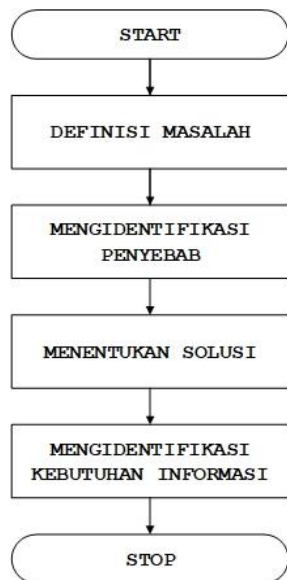 START
DEFINISI MASALAH
MENGIDENTIFIKASI
PENYEBAB
MENENTUKAN SOLUSI
MENGIDENTIFIKASI
KEBUTUHAN INFORMASI
STOP